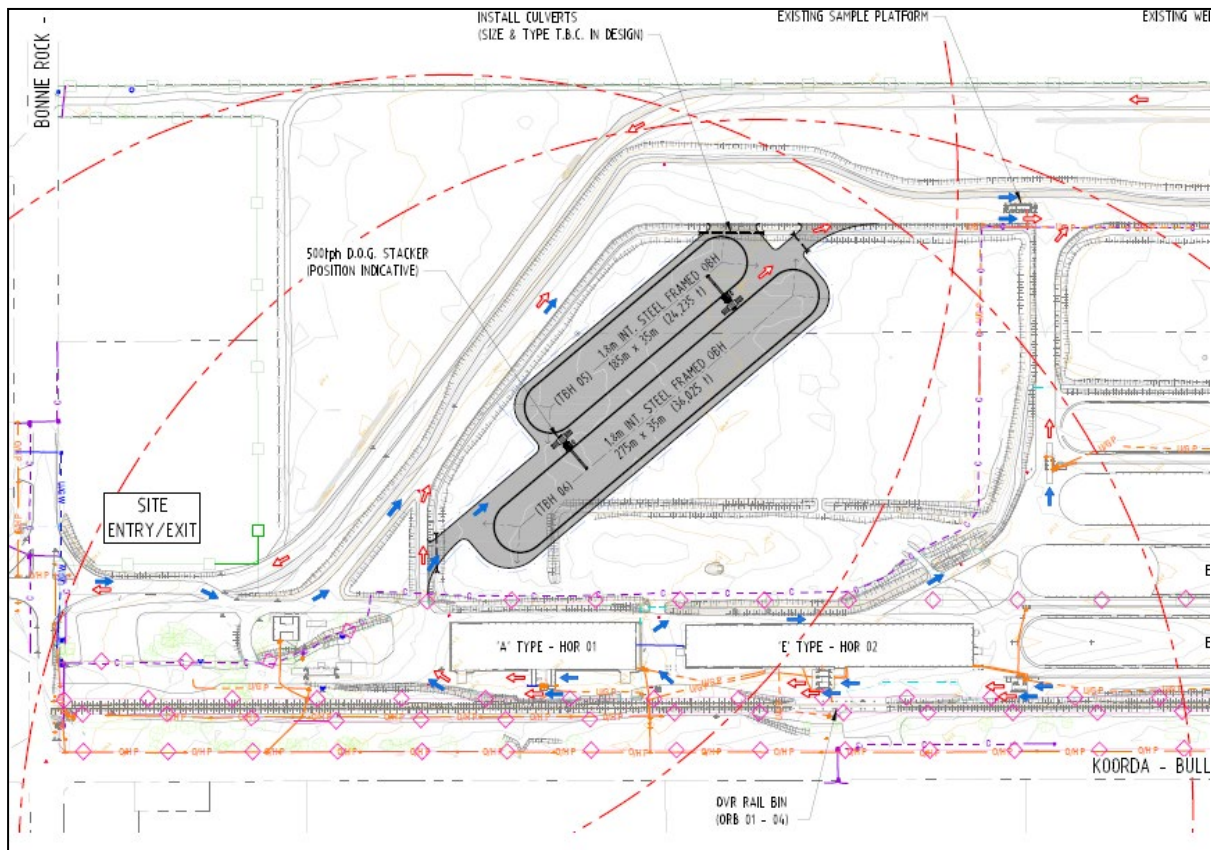 INSTALL CULVERTS
(SIZE & TYPE T.B.C. IN DESIGN)
EXISTING SAMPLE PLATFORM
EXISTING WE
BONNIE ROCK -
500tph D.O.G. STACKER
(POSITION INDICATIVE)
(TBH 05)
1.8m INT. STEEL FRAMED OBH
185m x 35m (24,235 t)
(TBH 06)
1.8m INT. STEEL FRAMED OBH
275m x 35m (36,025 t)
SITE
ENTRY/EXIT
'A' TYPE - HOR 01
'E' TYPE - HOR 02
E
E
U/G P
U/G P
U/G P
U/G W
O/H P
O/H P
O/H P
O/H P
O/H P
O/H P
O/H P
O/H P
O/H P
KOORDA - BULL
OVR RAIL BIN
(ORB 01 - 04)